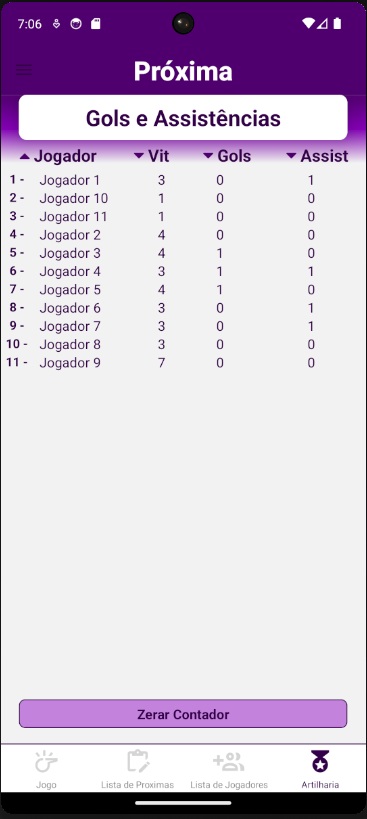 7:06
Próxima
Gols e Assistências
Jogador Vit Gols Assist
1 - Jogador 1 3 0 1
2 - Jogador 10 1 0 0
3 - Jogador 11 1 0 0
4 - Jogador 2 4 0 0
5 - Jogador 3 4 1 0
6 - Jogador 4 3 1 1
7 - Jogador 5 4 1 0
8 - Jogador 6 3 0 1
9 - Jogador 7 3 0 1
10 - Jogador 8 3 0 0
11 - Jogador 9 7 0 0
Zerar Contador
Jogo Lista de Proximas Lista de Jogadores Artilharia